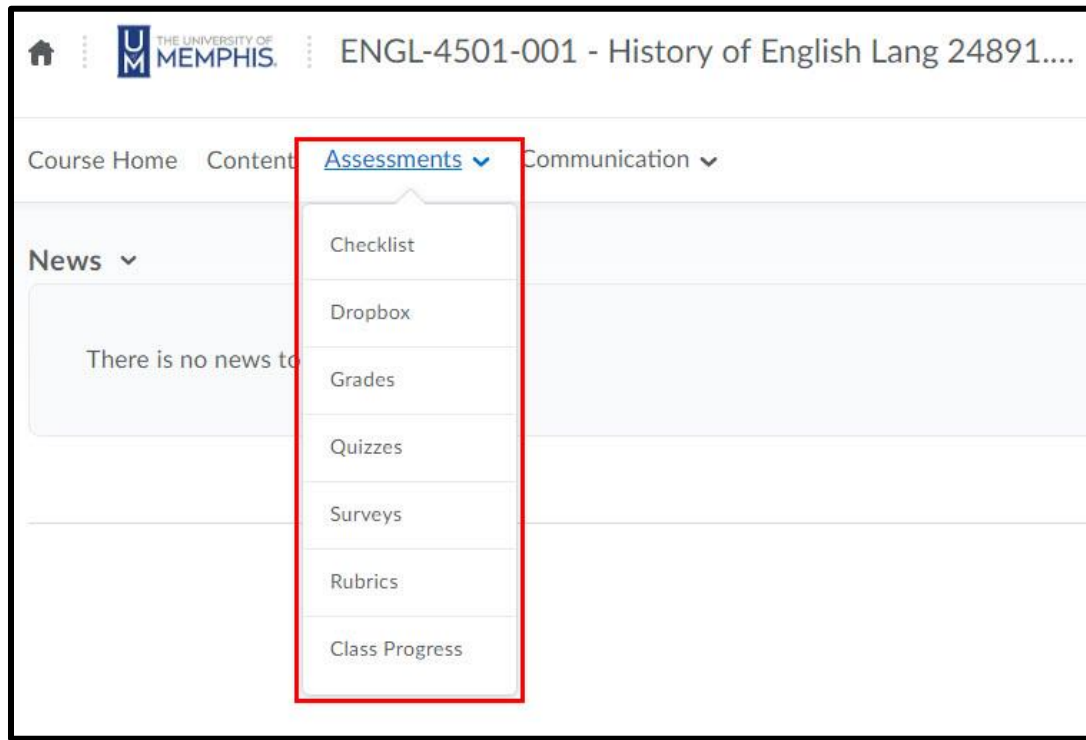 UM THE UNIVERSITY OF MEMPHIS. ENGL-4501-001 - History of English Lang 24891....
Course Home Content Assessments Communication
News
There is no news to
Checklist
Dropbox
Grades
Quizzes
Surveys
Rubrics
Class Progress